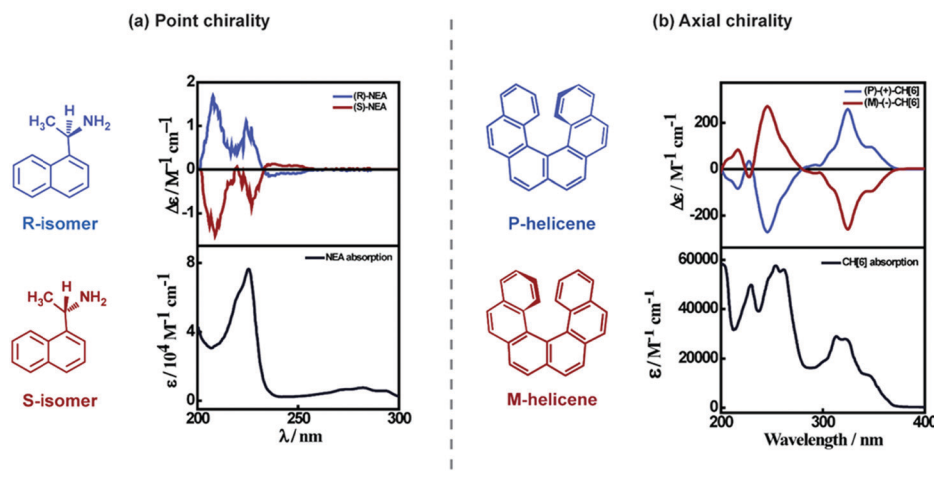 (a) Point chirality
(b) Axial chirality
H
H₃C
NH₂
R-isomer
H
H₃C
NH₂
S-isomer
2
1
0
-1
Δε / M⁻¹ cm⁻¹
(R)-NEA
(S)-NEA
8
4
0
ε / 10⁴ M⁻¹ cm⁻¹
NEA absorption
200
250
300
λ / nm
P-helicene
M-helicene
200
0
-200
Δε / M⁻¹ cm⁻¹
(P)-(+)-CH[6]
(M)-(-)-CH[6]
60000
40000
20000
0
ε / M⁻¹ cm⁻¹
CH[6] absorption
200
300
400
Wavelength / nm